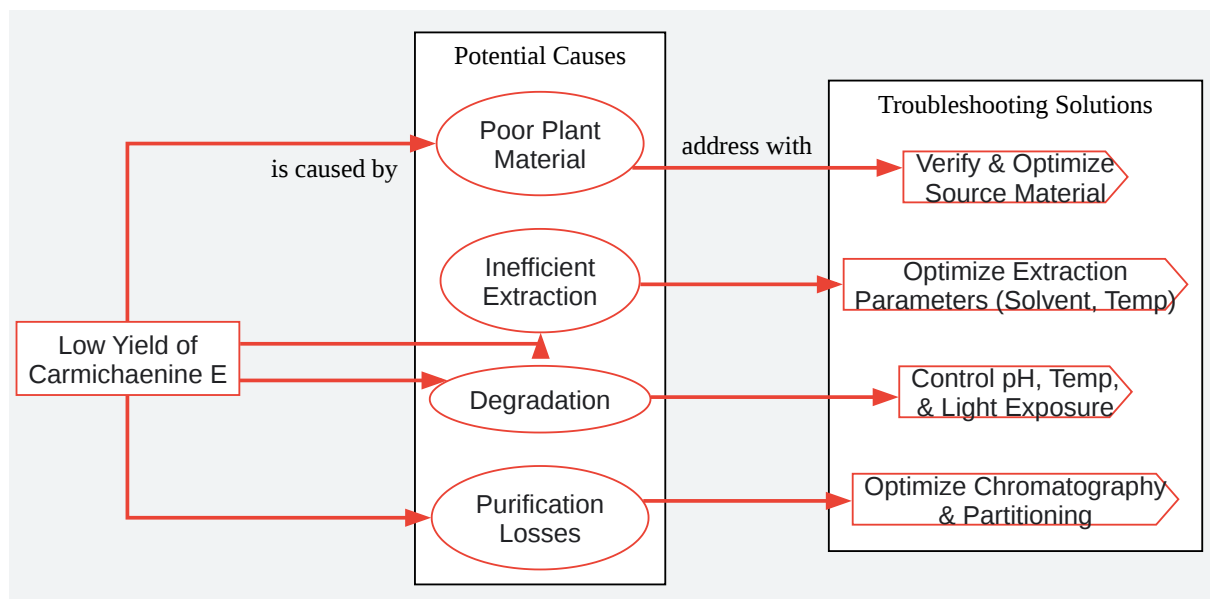 Low Yield of
Carmichaenine E
is caused by
Potential Causes
Poor Plant
Material
Inefficient
Extraction
Degradation
Purification
Losses
address with
Troubleshooting Solutions
Verify & Optimize
Source Material
Optimize Extraction
Parameters (Solvent, Temp)
Control pH, Temp,
& Light Exposure
Optimize Chromatography
& Partitioning